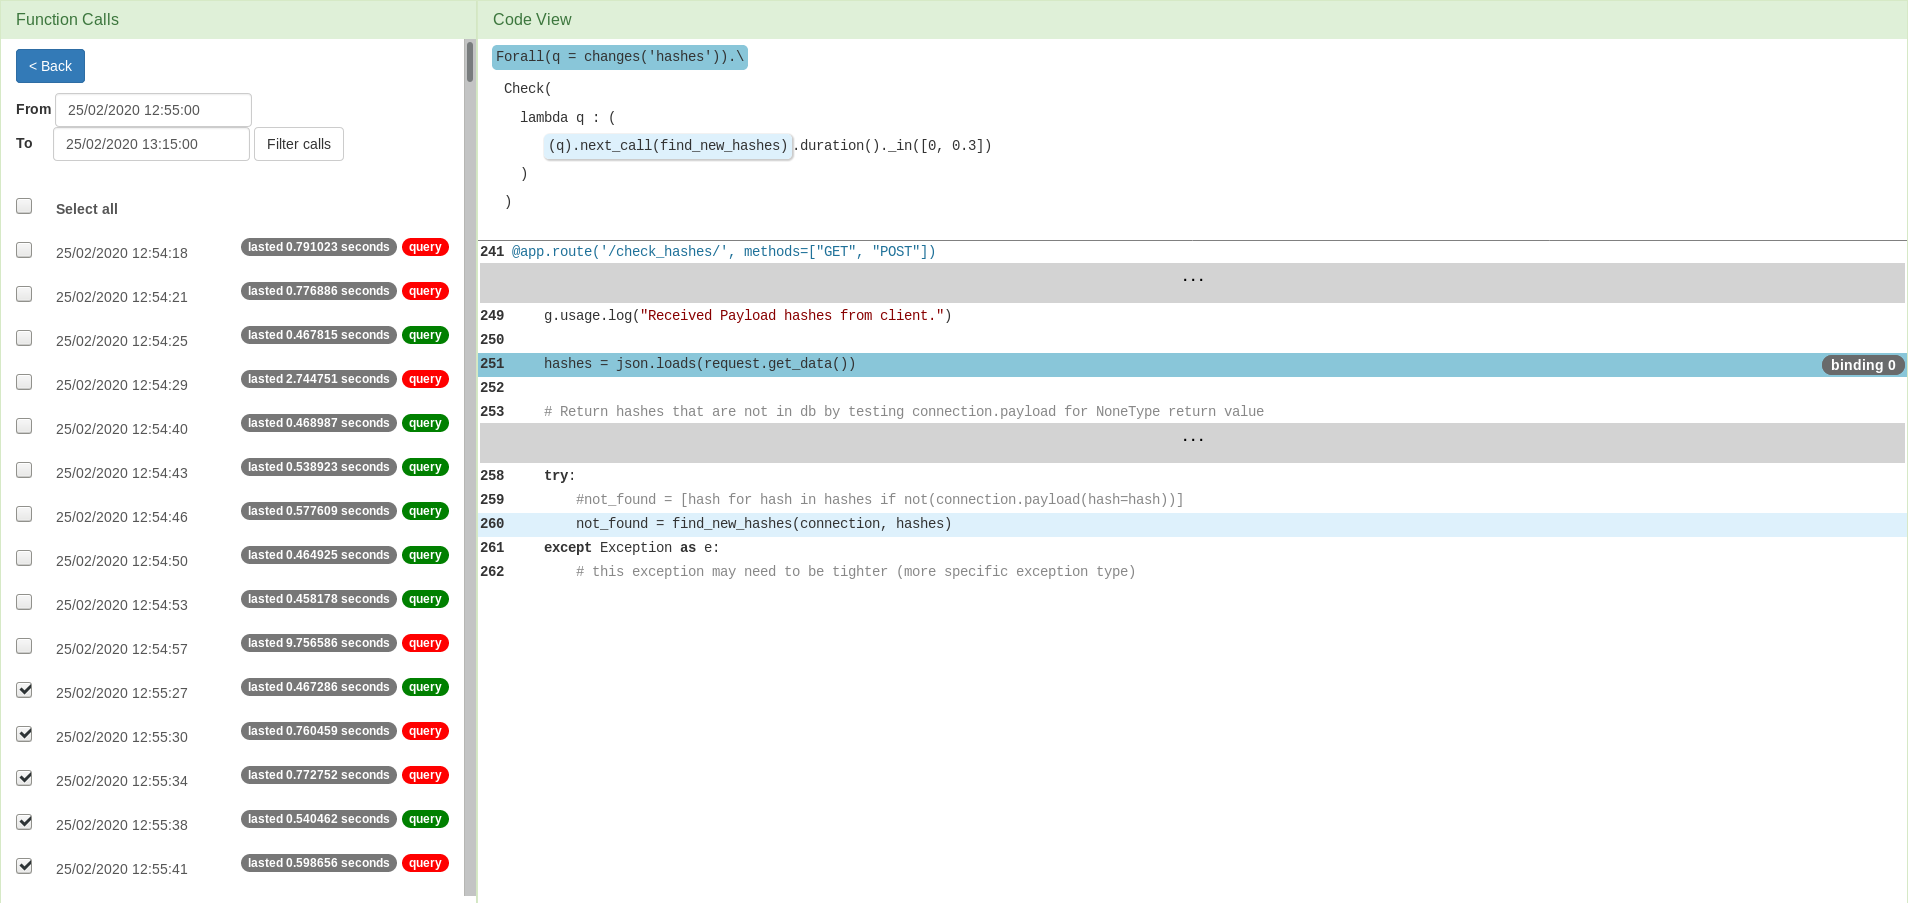 Function Calls
< Back
From 25/02/2020 12:55:00
To 25/02/2020 13:15:00 Filter calls
Select all
25/02/2020 12:54:18 lasted 0.791023 seconds query
25/02/2020 12:54:21 lasted 0.776886 seconds query
25/02/2020 12:54:25 lasted 0.467815 seconds query
25/02/2020 12:54:29 lasted 2.744751 seconds query
25/02/2020 12:54:40 lasted 0.468987 seconds query
25/02/2020 12:54:43 lasted 0.538923 seconds query
25/02/2020 12:54:46 lasted 0.577609 seconds query
25/02/2020 12:54:50 lasted 0.464925 seconds query
25/02/2020 12:54:53 lasted 0.458178 seconds query
25/02/2020 12:54:57 lasted 9.756586 seconds query
25/02/2020 12:55:27 lasted 0.467286 seconds query
25/02/2020 12:55:30 lasted 0.760459 seconds query
25/02/2020 12:55:34 lasted 0.772752 seconds query
25/02/2020 12:55:38 lasted 0.540462 seconds query
25/02/2020 12:55:41 lasted 0.598656 seconds query
Code View
Forall(q = changes('hashes')).\
Check(
lambda q : (
(q).next_call(find_new_hashes).duration()._in([0, 0.3])
)
)
241 @app.route('/check_hashes/', methods=["GET", "POST"])
...
249 g.usage.log("Received Payload hashes from client.")
250
251 hashes = json.loads(request.get_data()) binding 0
252
253 # Return hashes that are not in db by testing connection.payload for NoneType return value
...
258 try:
259 #not_found = [hash for hash in hashes if not(connection.payload(hash=hash))]
260 not_found = find_new_hashes(connection, hashes)
261 except Exception as e:
262 # this exception may need to be tighter (more specific exception type)